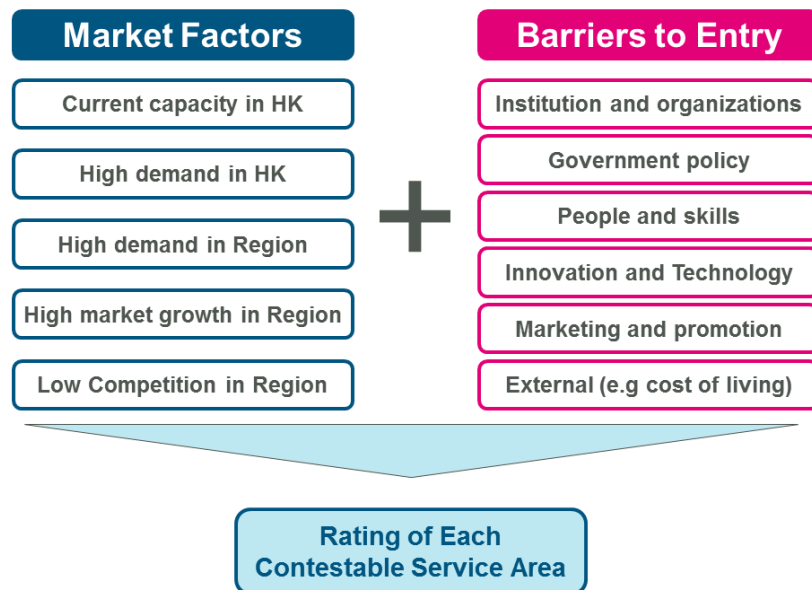 Market Factors
Current capacity in HK
High demand in HK
High demand in Region
High market growth in Region
Low Competition in Region
+
Barriers to Entry
Institution and organizations
Government policy
People and skills
Innovation and Technology
Marketing and promotion
External (e.g cost of living)
Rating of Each
Contestable Service Area